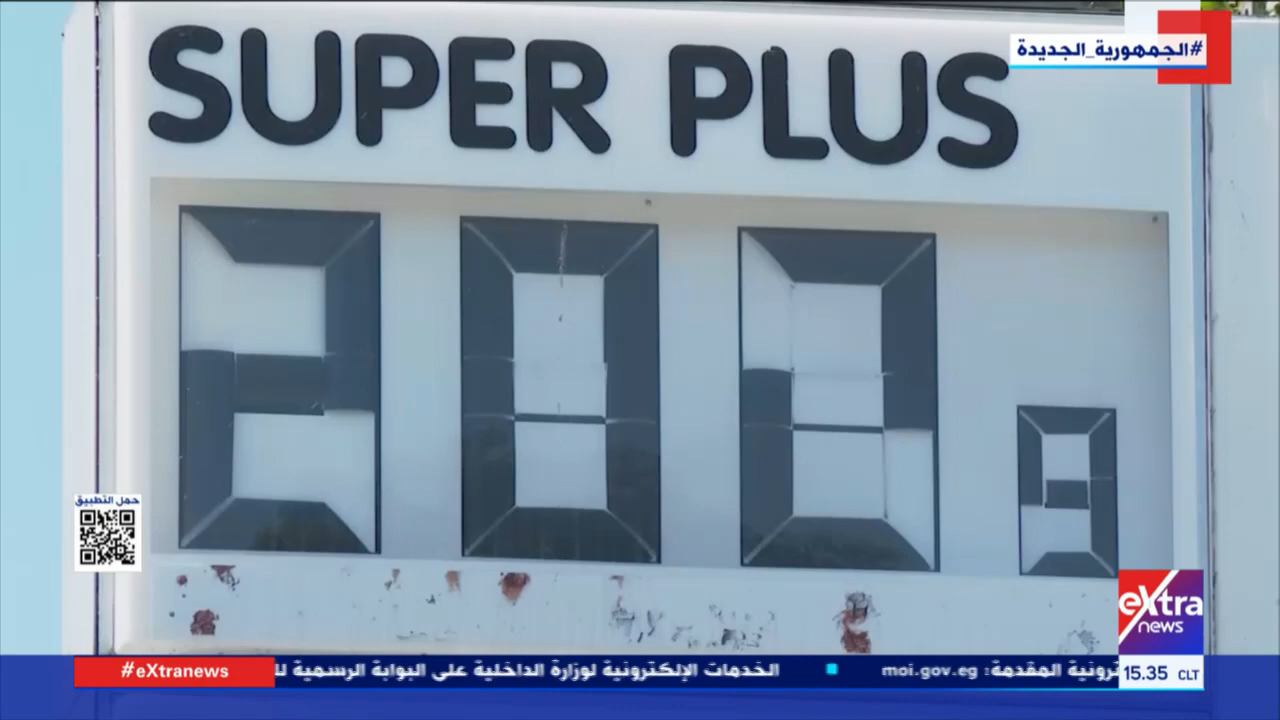 #الجمهورية_الجديدة
SUPER PLUS
حمل التطبيق
eXtra
news
#eXtranews
المقدمة: moi.gov.eg
الخدمات الإلكترونية لوزارة الداخلية على البوابة الرسمية
15.35 CLT